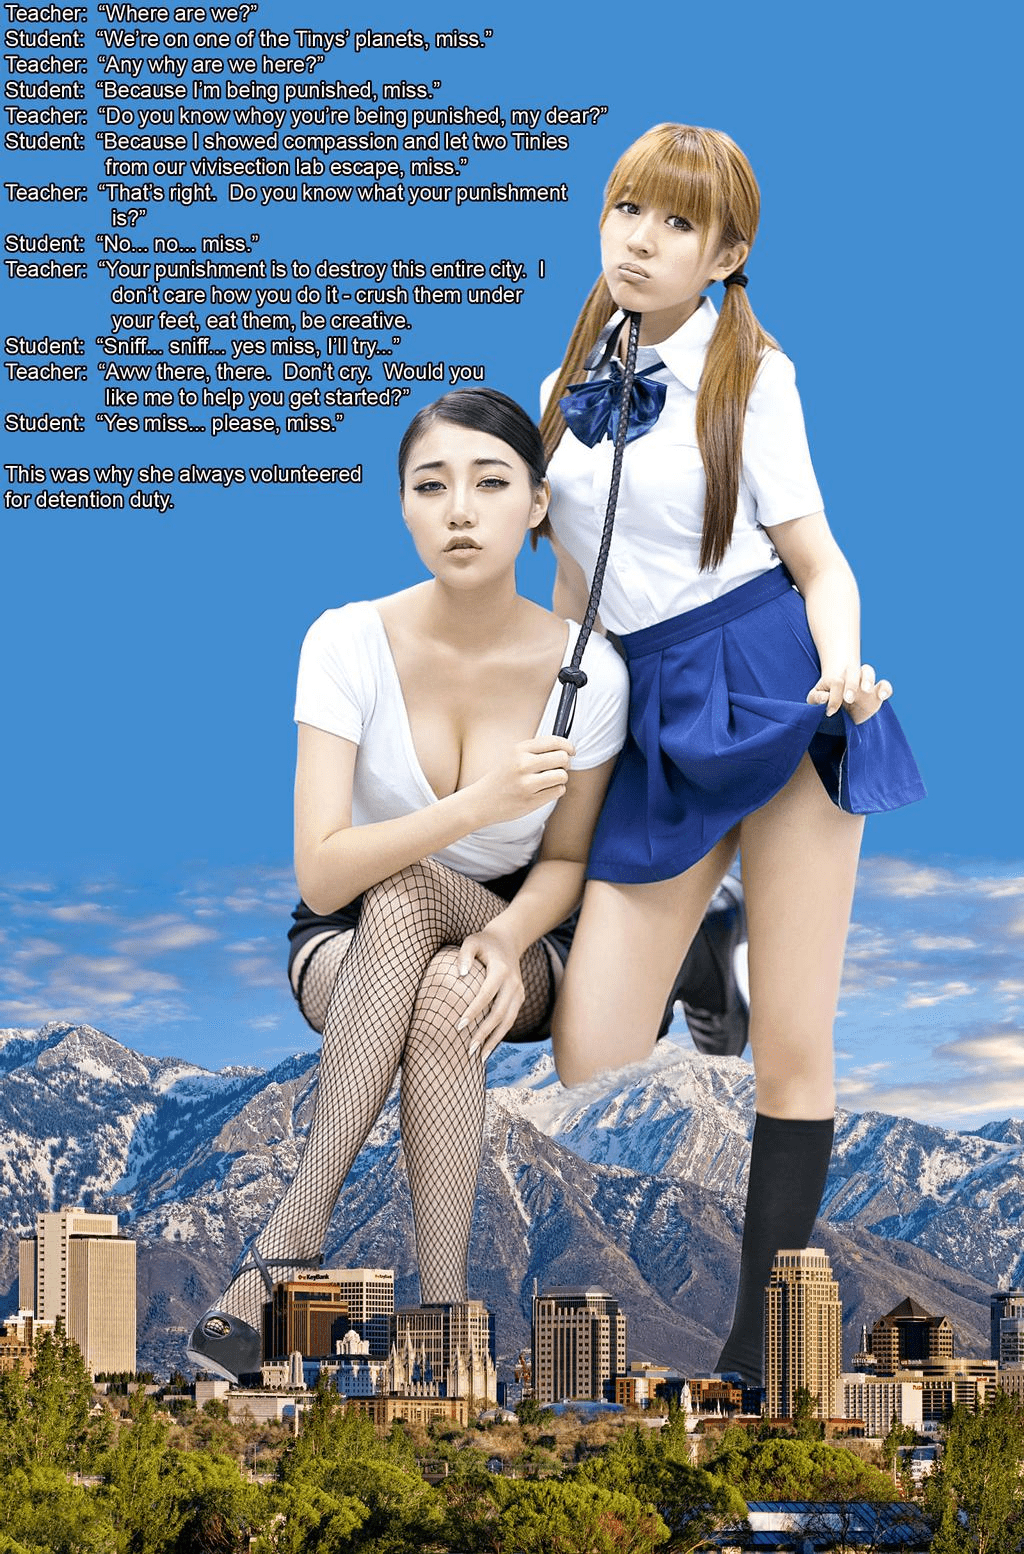 Teacher:  “Where are we?”
Student:  “We’re on one of the Tinys’ planets, miss.”
Teacher:  “Any why are we here?”
Student:  “Because I’m being punished, miss.”
Teacher:  “Do you know whoy you’re being punished, my dear?”
Student:  “Because I showed compassion and let two Tinies
from our vivisection lab escape, miss.”
Teacher:  “That’s right.  Do you know what your punishment
is?”
Student:  “No... no... miss.”
Teacher:  “Your punishment is to destroy this entire city.  I
don’t care how you do it - crush them under
your feet, eat them, be creative.
Student:  “Sniff... sniff... yes miss, I’ll try...”
Teacher:  “Aww there, there.  Don’t cry.  Would you
like me to help you get started?”
Student:  “Yes miss... please, miss.”
This was why she always volunteered
for detention duty.
KeyBank
KeyBank